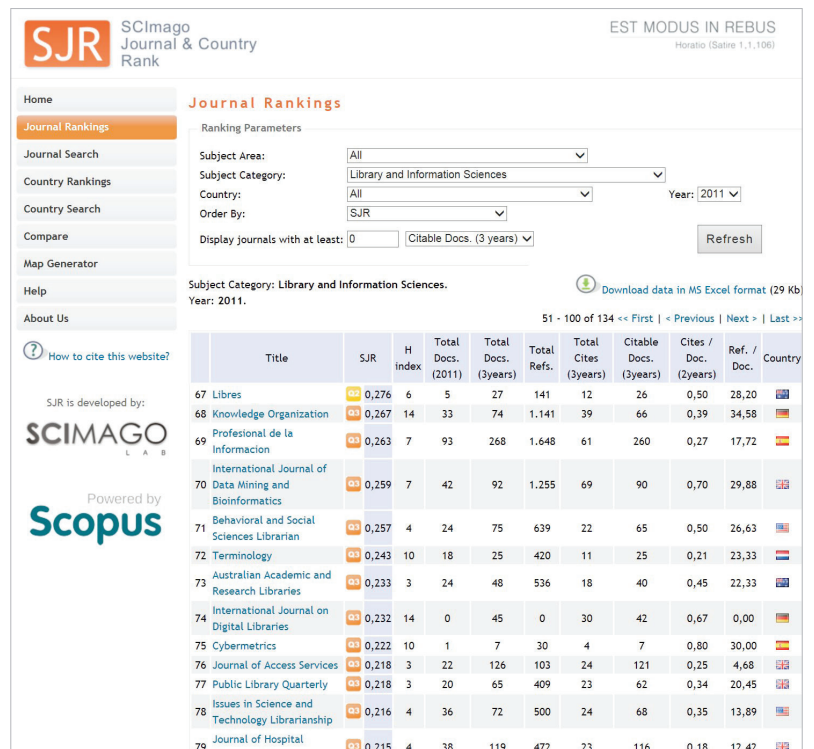 SJR
SCImago
Journal
& Country
Rank
EST MODUS IN REBUS
Horatio (Satire 1,1,106)
Home
Journal Rankings
Journal Search
Country Rankings
Country Search
Compare
Map Generator
Help
About Us
How to cite this website?
SJR is developed by:
SCIMAGO
LAB
Powered by
Scopus
Journal Rankings
Ranking Parameters
Subject Area: All
Subject Category: Library and Information Sciences
Country: All Year: 2011
Order By: SJR
Display journals with at least: 0 Citable Docs. (3 years)
Refresh
Subject Category: Library and Information Sciences.
Year: 2011.
Download data in MS Excel format (29 Kb)
51 - 100 of 134 << First | < Previous | Next > | Last >>
Title SJR H index Total Docs. (2011) Total Docs. (3years) Total Refs. Total Cites (3years) Citable Docs. (3years) Cites / Doc. (2years) Ref. / Doc. Country
67 Libres Q2 0,276 6 5 27 141 12 26 0,50 28,20
68 Knowledge Organization Q3 0,267 14 33 74 1.141 39 66 0,39 34,58
69 Profesional de la Informacion Q3 0,263 7 93 268 1.648 61 260 0,27 17,72
70 International Journal of Data Mining and Bioinformatics Q3 0,259 7 42 92 1.255 69 90 0,70 29,88
71 Behavioral and Social Sciences Librarian Q3 0,257 4 24 75 639 22 65 0,50 26,63
72 Terminology Q3 0,243 10 18 25 420 11 25 0,21 23,33
73 Australian Academic and Research Libraries Q3 0,233 3 24 48 536 18 40 0,45 22,33
74 International Journal on Digital Libraries Q3 0,232 14 0 45 0 30 42 0,67 0,00
75 Cybermetrics Q3 0,222 10 1 7 30 4 7 0,80 30,00
76 Journal of Access Services Q3 0,218 3 22 126 103 24 121 0,25 4,68
77 Public Library Quarterly Q3 0,218 3 20 65 409 23 62 0,34 20,45
78 Issues in Science and Technology Librarianship Q3 0,216 4 36 72 500 24 68 0,35 13,89
79 Journal of Hospital Q3 0,215 4 38 119 472 23 116 0,18 12,42